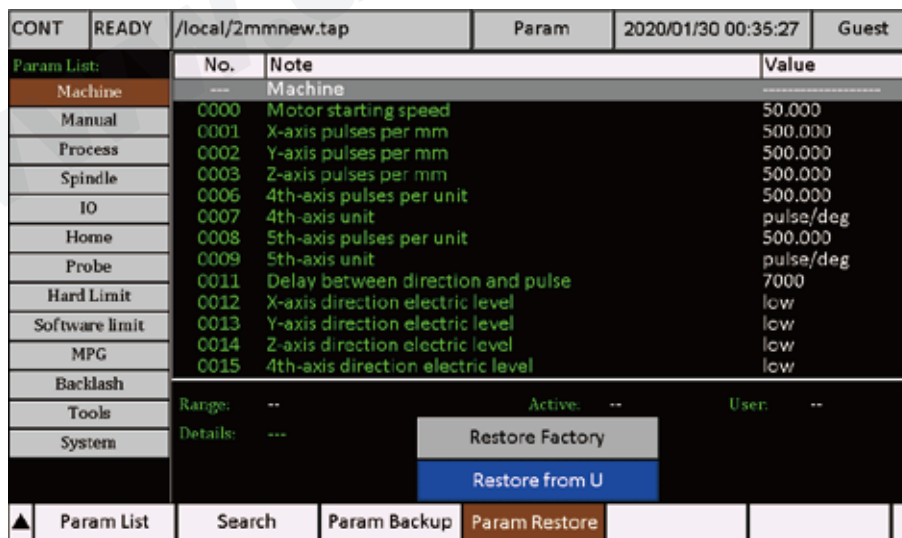 CONT READY /local/2mmnew.tap Param 2020/01/30 00:35:27 Guest
Param List: No. Note Value
Machine --- Machine --------------------
Manual 0000 Motor starting speed 50.000
0001 X-axis pulses per mm 500.000
Process 0002 Y-axis pulses per mm 500.000
Spindle 0003 Z-axis pulses per mm 500.000
0006 4th-axis pulses per unit 500.000
IO 0007 4th-axis unit pulse/deg
Home 0008 5th-axis pulses per unit 500.000
0009 5th-axis unit pulse/deg
Probe 0011 Delay between direction and pulse 7000
Hard Limit 0012 X-axis direction electric level low
Software limit 0013 Y-axis direction electric level low
MPG 0014 Z-axis direction electric level low
0015 4th-axis direction electric level low
Backlash
Tools Range: -- Active: -- User: --
System Details: --- Restore Factory
Restore from U
▲ Param List Search Param Backup Param Restore